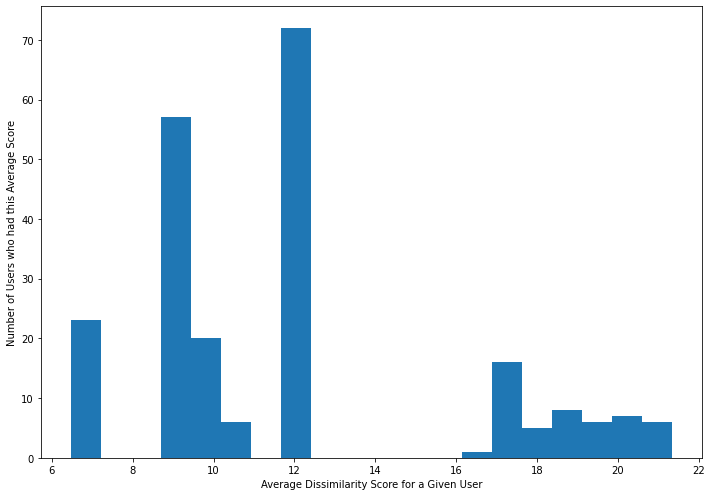 70
60
50
40
30
20
10
0
Number of Users who had this Average Score
6 8 10 12 14 16 18 20 22
Average Dissimilarity Score for a Given User